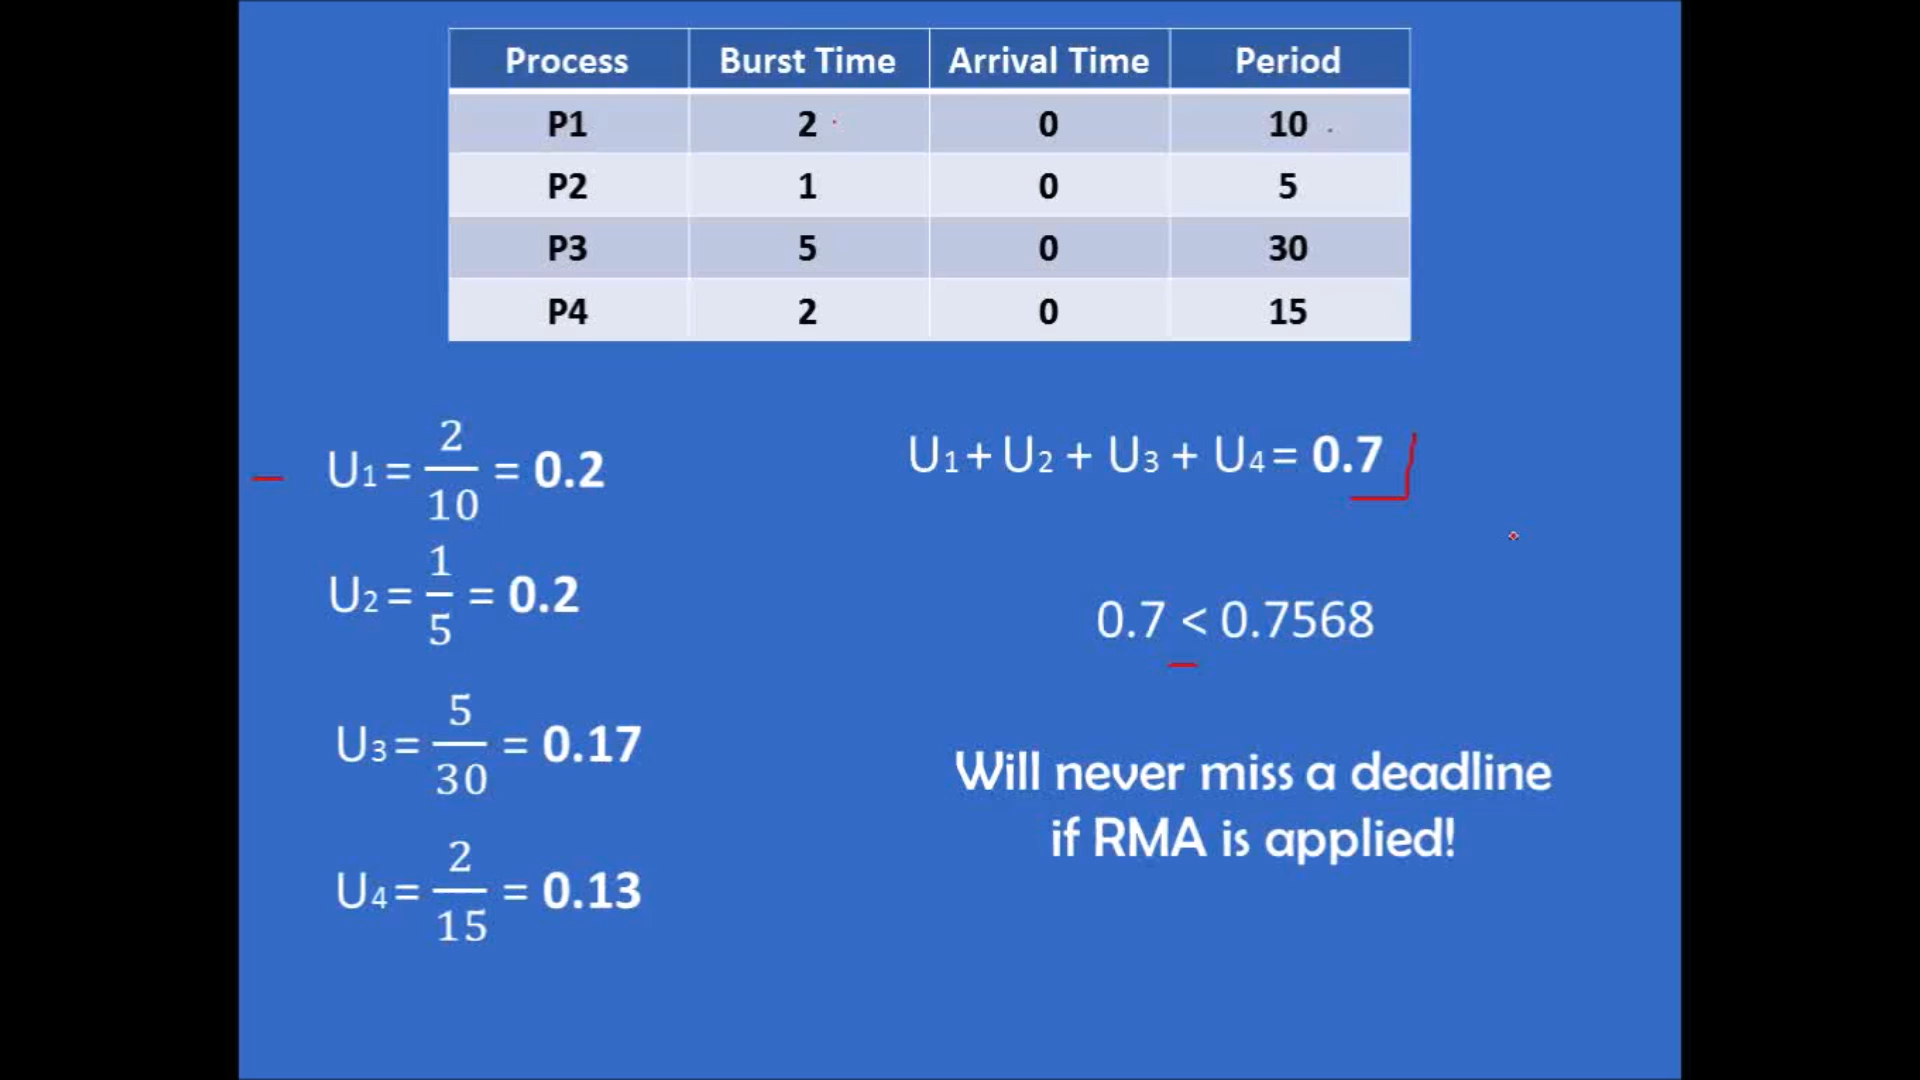 Process Burst Time Arrival Time Period
P1 2 0 10
P2 1 0 5
P3 5 0 30
P4 2 0 15
U1 = 2/10 = 0.2
U2 = 1/5 = 0.2
U3 = 5/30 = 0.17
U4 = 2/15 = 0.13
U1 + U2 + U3 + U4 = 0.7
0.7 < 0.7568
Will never miss a deadline
if RMA is applied!